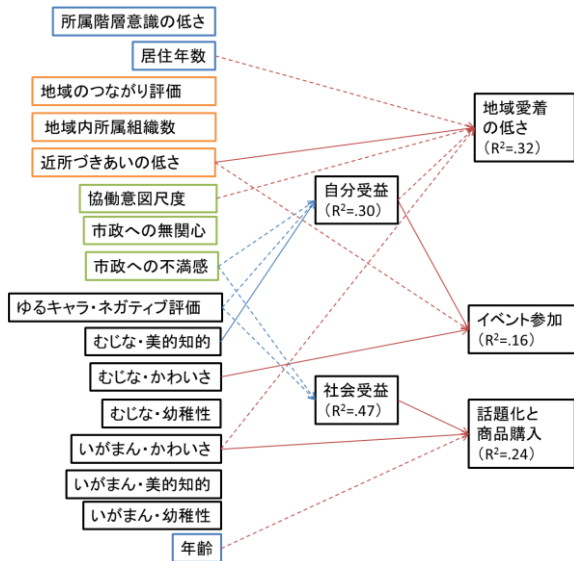 所属階層意識の低さ
居住年数
地域のつながり評価
地域内所属組織数
近所づきあいの低さ
協働意図尺度
市政への無関心
市政への不満感
ゆるキャラ・ネガティブ評価
むじな・美的知的
むじな・かわいさ
むじな・幼稚性
いがまん・かわいさ
いがまん・美的知的
いがまん・幼稚性
年齢
自分受益
(R²=.30)
社会受益
(R²=.47)
地域愛着
の低さ
(R²=.32)
イベント参加
(R²=.16)
話題化と
商品購入
(R²=.24)